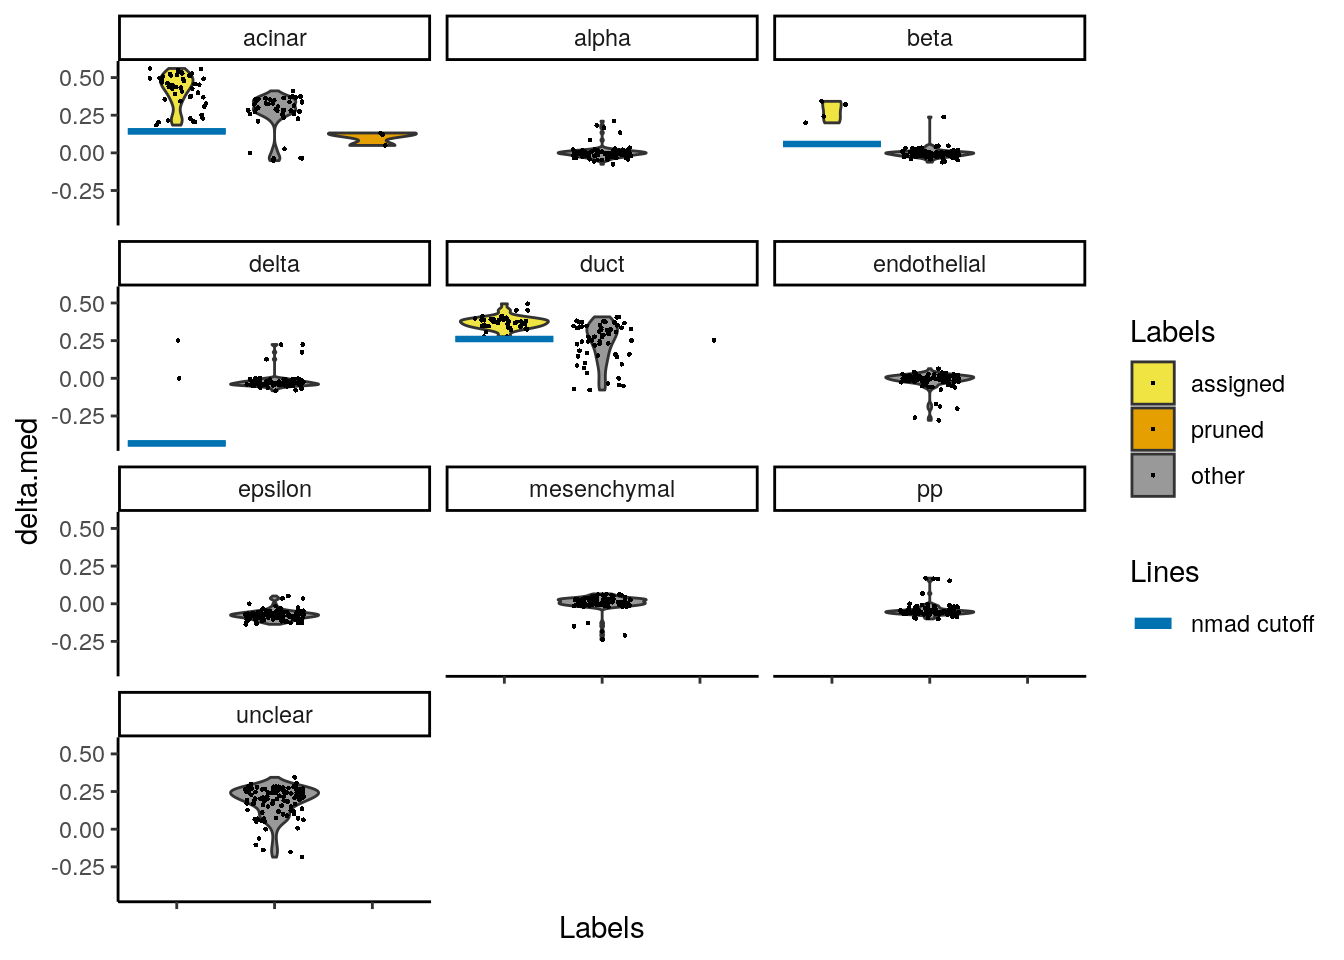 acinar alpha beta
0.50
0.25
0.00
-0.25
delta duct endothelial
0.50
0.25
0.00
-0.25
epsilon mesenchymal pp
0.50
0.25
0.00
-0.25
unclear
0.50
0.25
0.00
-0.25
delta.med
Labels
Labels
assigned
pruned
other
Lines
nmad cutoff